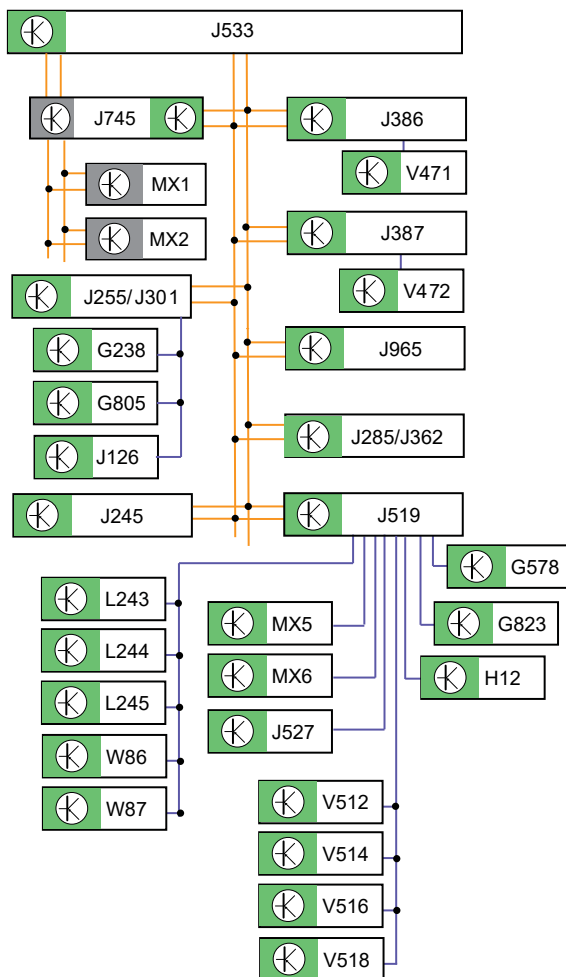 J533
J745
J386
V471
MX1
MX2
J387
V472
J255/J301
G238
G805
J126
J965
J285/J362
J245
J519
G578
L243
MX5
G823
L244
MX6
H12
L245
J527
W86
W87
V512
V514
V516
V518